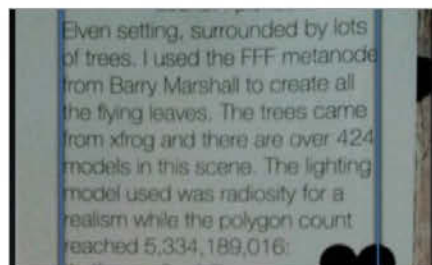 Elven setting, surrounded by lots
of trees. I used the FFF metanode
from Barry Marshall to create all
the flying leaves. The trees came
from xfrog and there are over 424
models in this scene. The lighting
model used was radiosity for a
realism while the polygon count
reached 5,334,189,016: